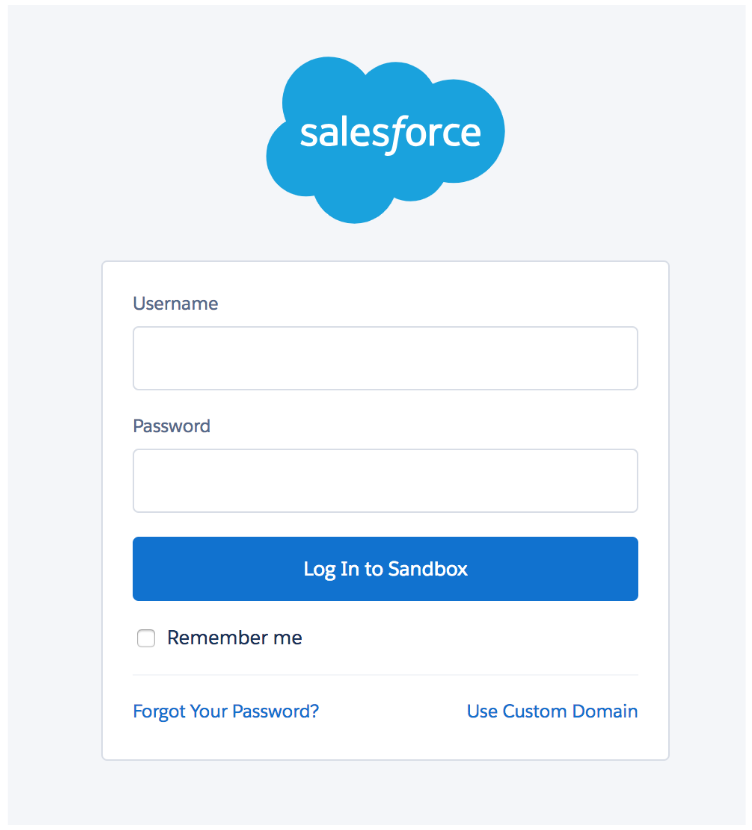 salesforce
Username
Password
Log In to Sandbox
Remember me
Forgot Your Password? Use Custom Domain